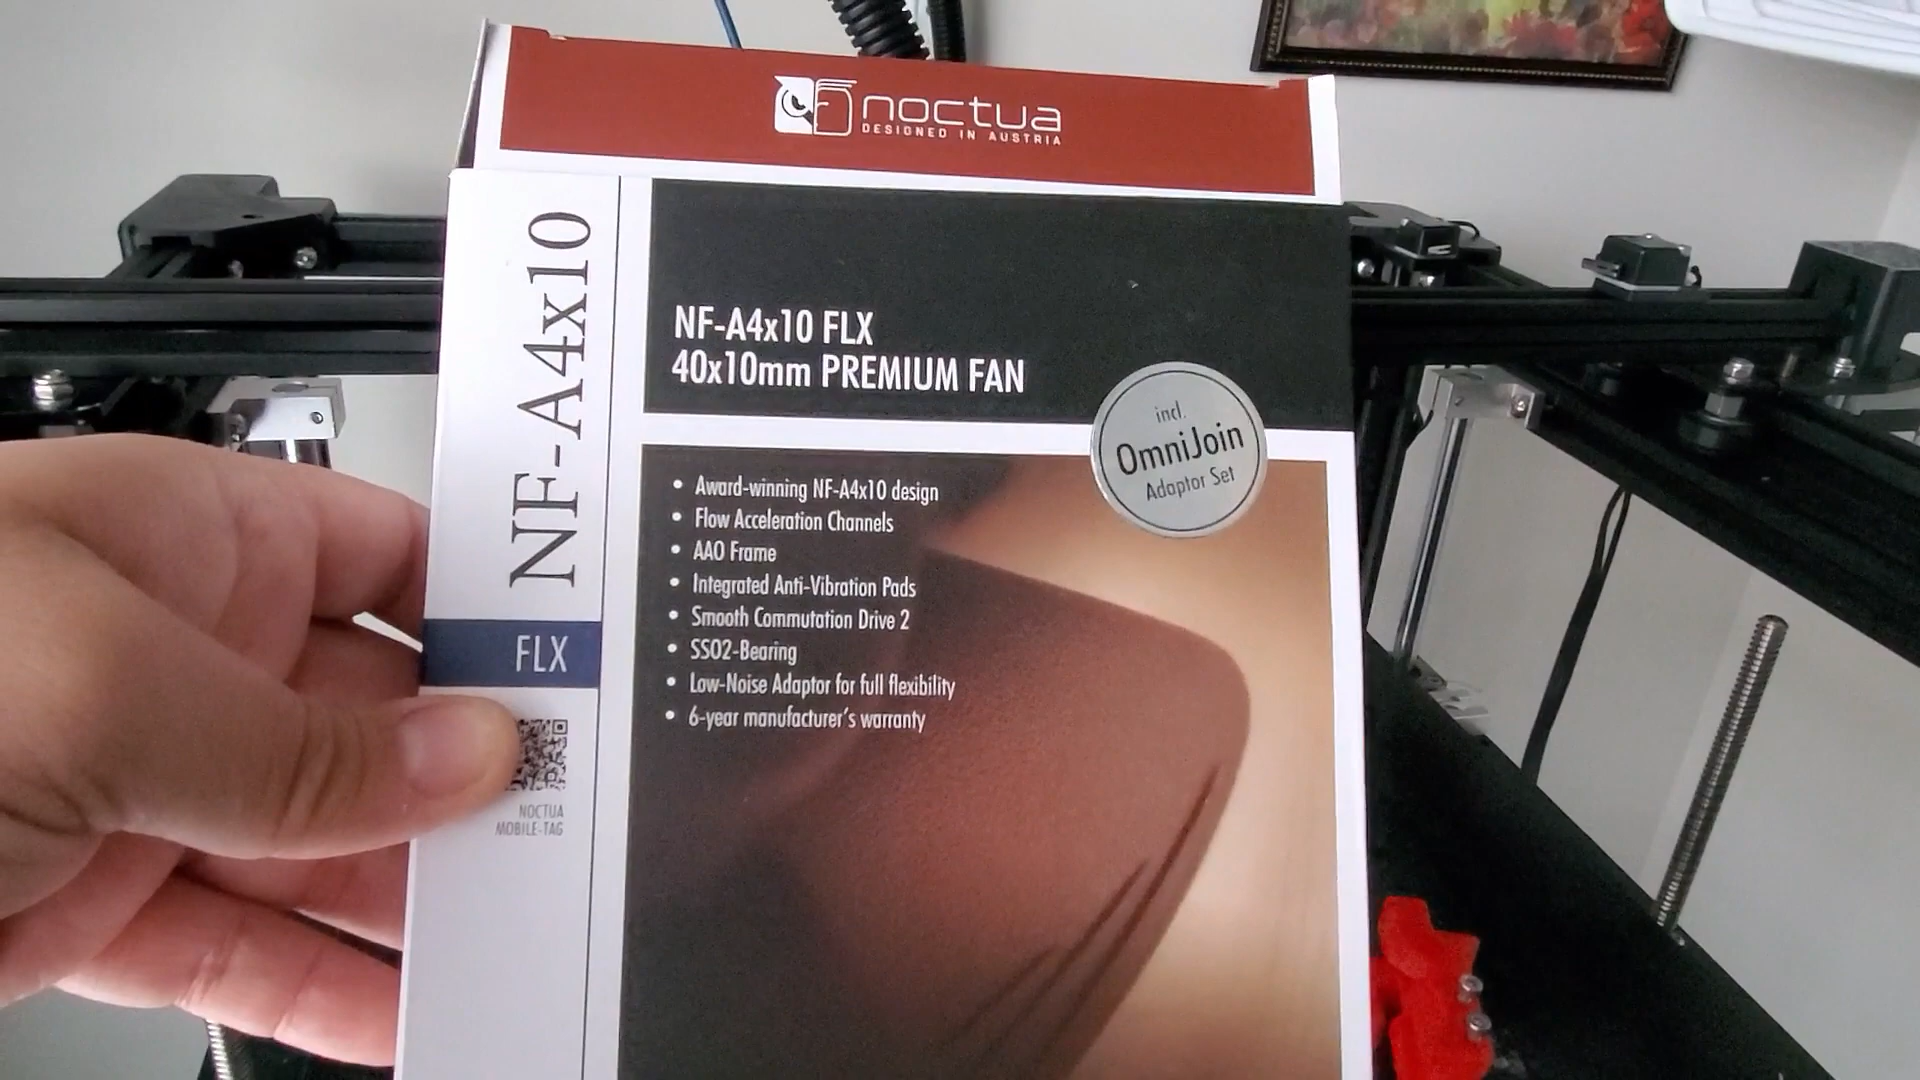 noctua
DESIGNED IN AUSTRIA
NF-A4x10
FLX
NOCTUA
MOBILE-TAG
NF-A4x10 FLX
40x10mm PREMIUM FAN
incl.
OmniJoin
Adaptor Set
• Award-winning NF-A4x10 design
• Flow Acceleration Channels
• AAO Frame
• Integrated Anti-Vibration Pads
• Smooth Commutation Drive 2
• SSO2-Bearing
• Low-Noise Adaptor for full flexibility
• 6-year manufacturer's warranty